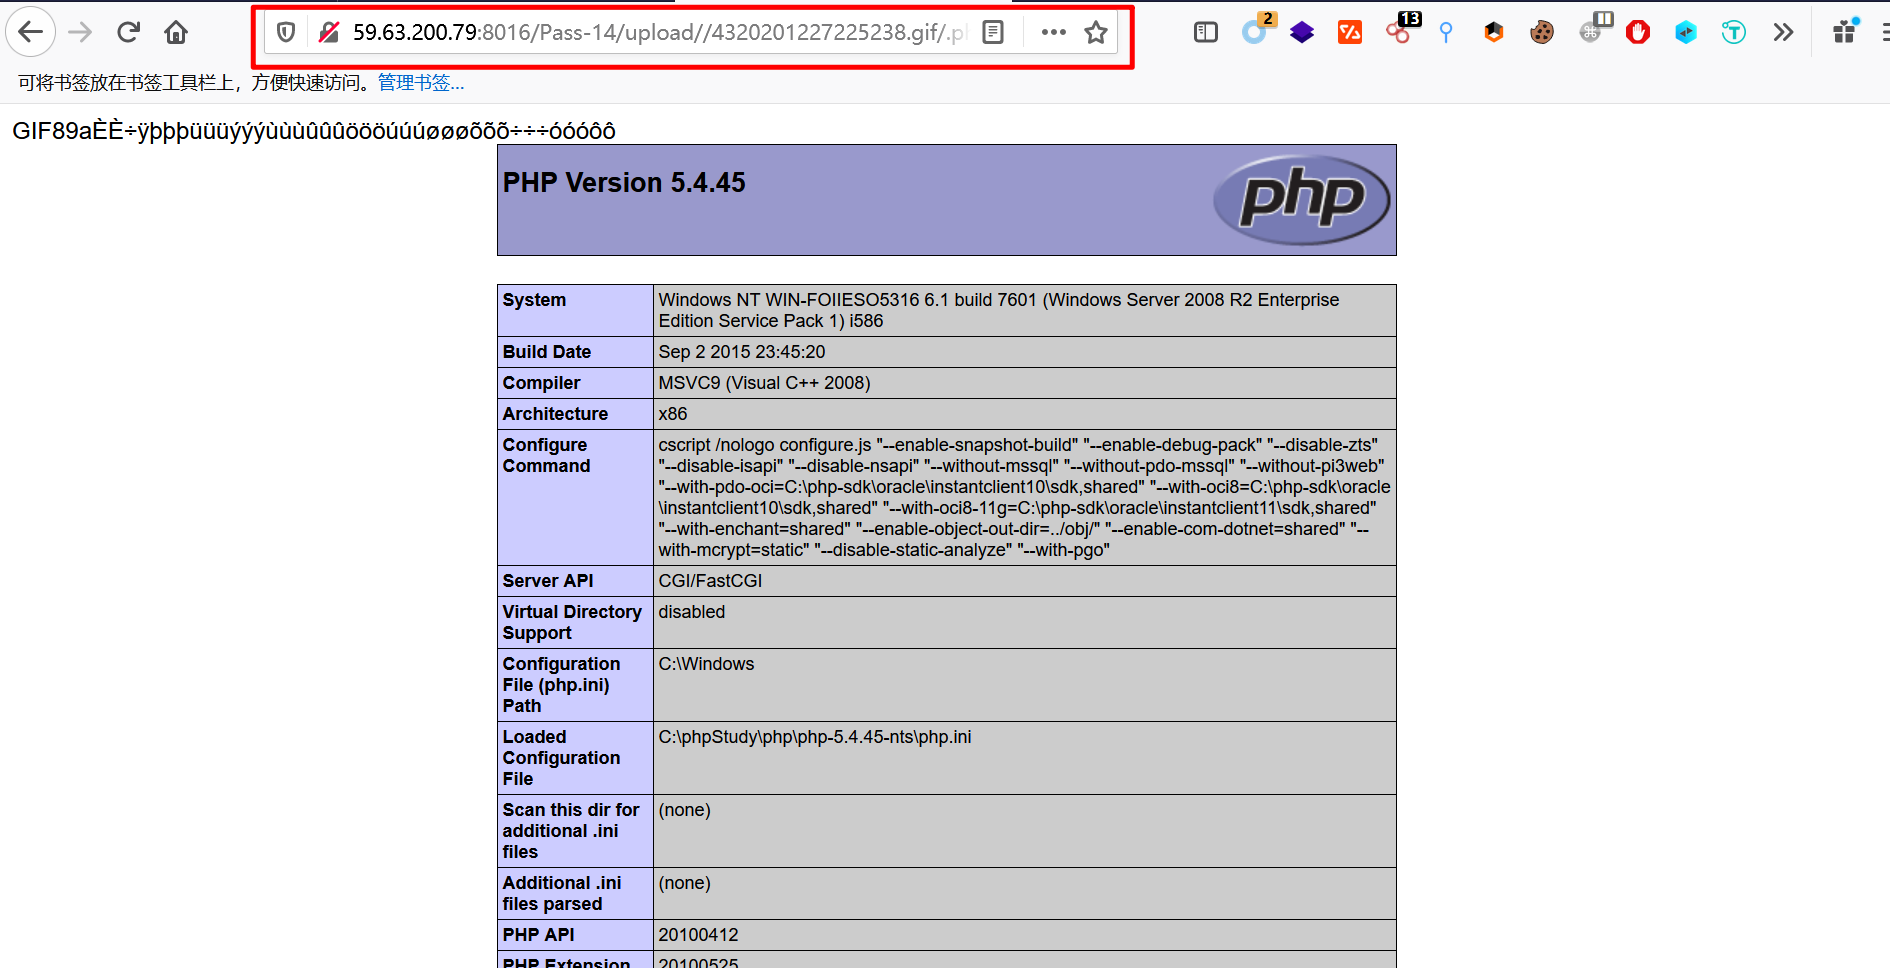 59.63.200.79:8016/Pass-14/upload//4320201227225238.gif/.ph
2
13
可将书签放在书签工具栏上，方便快速访问。管理书签...
GIF89aÈÈ÷ÿþþþüüüýýýùùùûûûöööúúúøøøõõõ÷÷÷óóóôô
PHP Version 5.4.45
php
System
Windows NT WIN-FOIIESO5316 6.1 build 7601 (Windows Server 2008 R2 Enterprise
Edition Service Pack 1) i586
Build Date
Sep 2 2015 23:45:20
Compiler
MSVC9 (Visual C++ 2008)
Architecture
x86
Configure
Command
cscript /nologo configure.js "--enable-snapshot-build" "--enable-debug-pack" "--disable-zts"
"--disable-isapi" "--disable-nsapi" "--without-mssql" "--without-pdo-mssql" "--without-pi3web"
"--with-pdo-oci=C:\php-sdk\oracle\instantclient10\sdk,shared" "--with-oci8=C:\php-sdk\oracle
\instantclient10\sdk,shared" "--with-oci8-11g=C:\php-sdk\oracle\instantclient11\sdk,shared"
"--with-enchant=shared" "--enable-object-out-dir=../obj/" "--enable-com-dotnet=shared" "--
with-mcrypt=static" "--disable-static-analyze" "--with-pgo"
Server API
CGI/FastCGI
Virtual Directory
Support
disabled
Configuration
File (php.ini)
Path
C:\Windows
Loaded
Configuration
File
C:\phpStudy\php\php-5.4.45-nts\php.ini
Scan this dir for
additional .ini
files
(none)
Additional .ini
files parsed
(none)
PHP API
20100412
PHP Extension
20100525